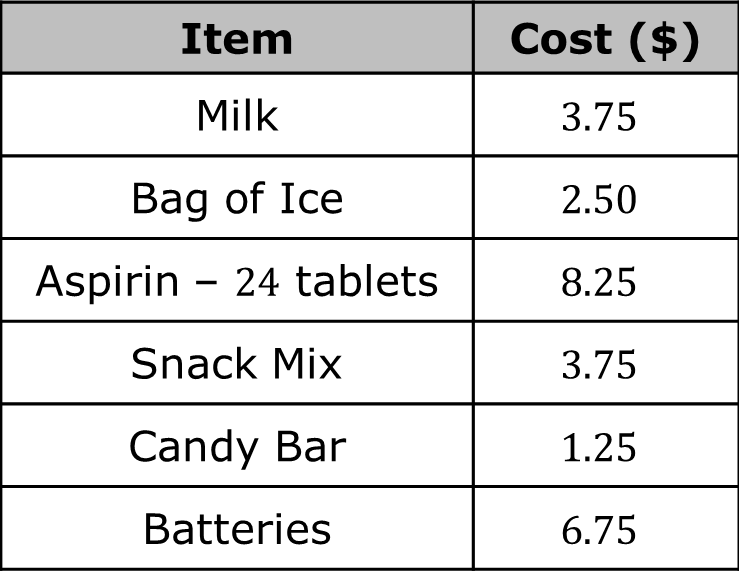 Item Cost ($)
Milk 3.75
Bag of Ice 2.50
Aspirin – 24 tablets 8.25
Snack Mix 3.75
Candy Bar 1.25
Batteries 6.75